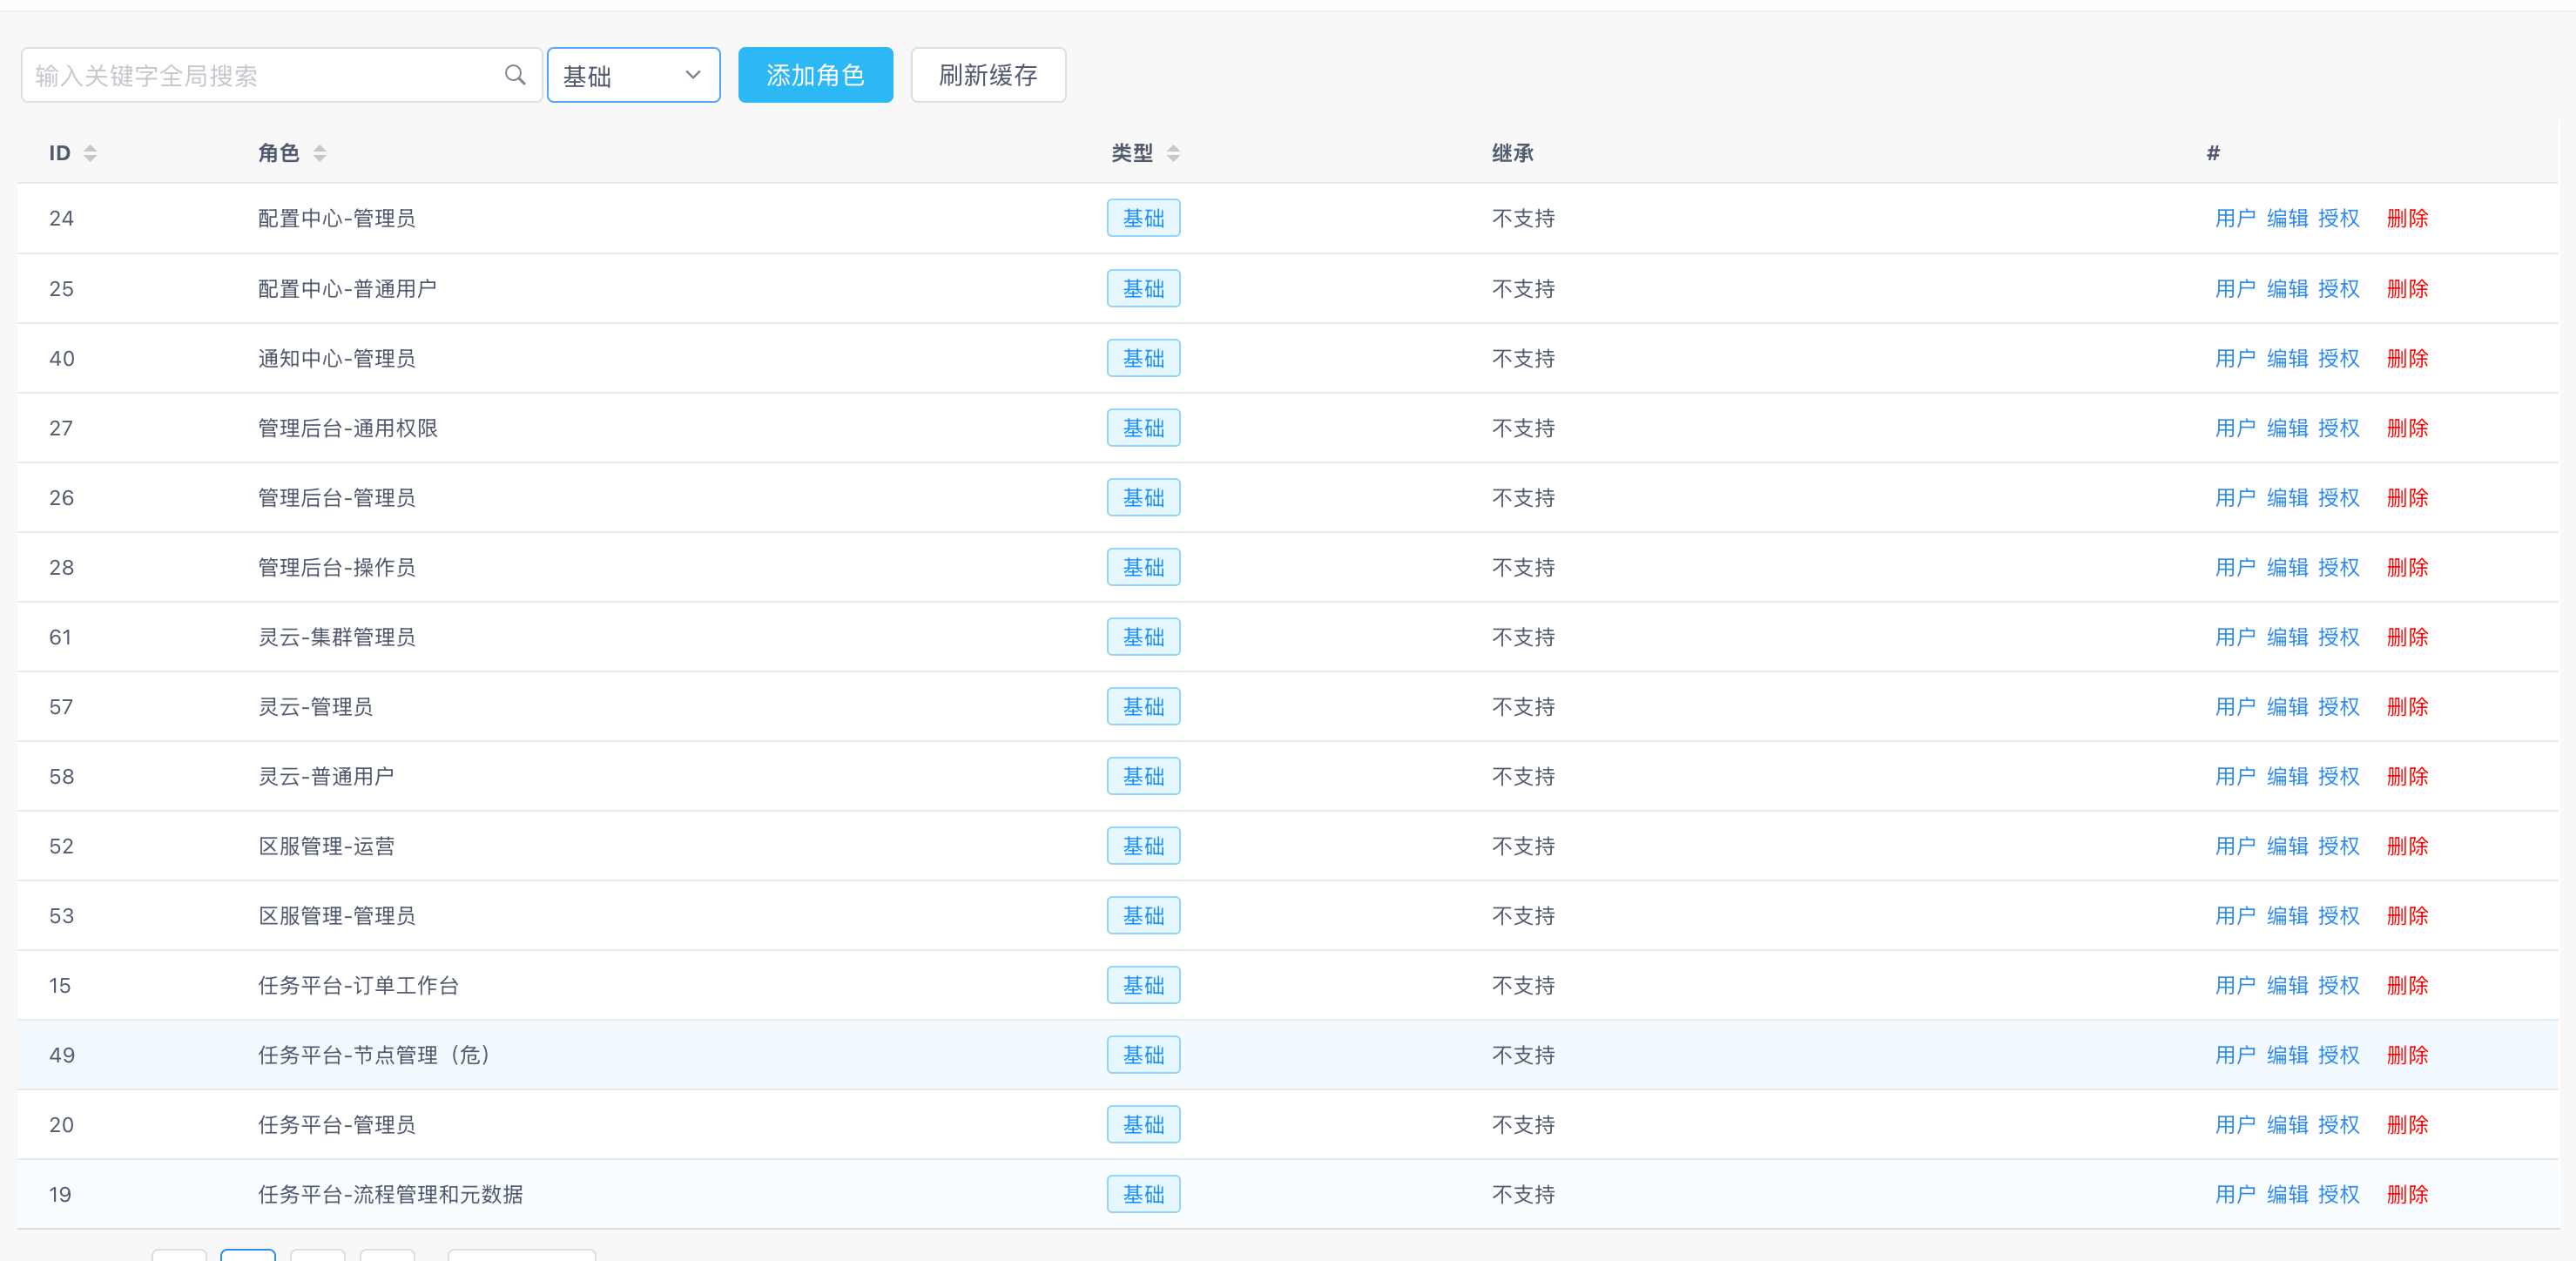 输入关键字全局搜索 基础 添加角色 刷新缓存
ID 角色 类型 继承 #
24 配置中心-管理员 基础 不支持 用户 编辑 授权 删除
25 配置中心-普通用户 基础 不支持 用户 编辑 授权 删除
40 通知中心-管理员 基础 不支持 用户 编辑 授权 删除
27 管理后台-通用权限 基础 不支持 用户 编辑 授权 删除
26 管理后台-管理员 基础 不支持 用户 编辑 授权 删除
28 管理后台-操作员 基础 不支持 用户 编辑 授权 删除
61 灵云-集群管理员 基础 不支持 用户 编辑 授权 删除
57 灵云-管理员 基础 不支持 用户 编辑 授权 删除
58 灵云-普通用户 基础 不支持 用户 编辑 授权 删除
52 区服管理-运营 基础 不支持 用户 编辑 授权 删除
53 区服管理-管理员 基础 不支持 用户 编辑 授权 删除
15 任务平台-订单工作台 基础 不支持 用户 编辑 授权 删除
49 任务平台-节点管理（危） 基础 不支持 用户 编辑 授权 删除
20 任务平台-管理员 基础 不支持 用户 编辑 授权 删除
19 任务平台-流程管理和元数据 基础 不支持 用户 编辑 授权 删除